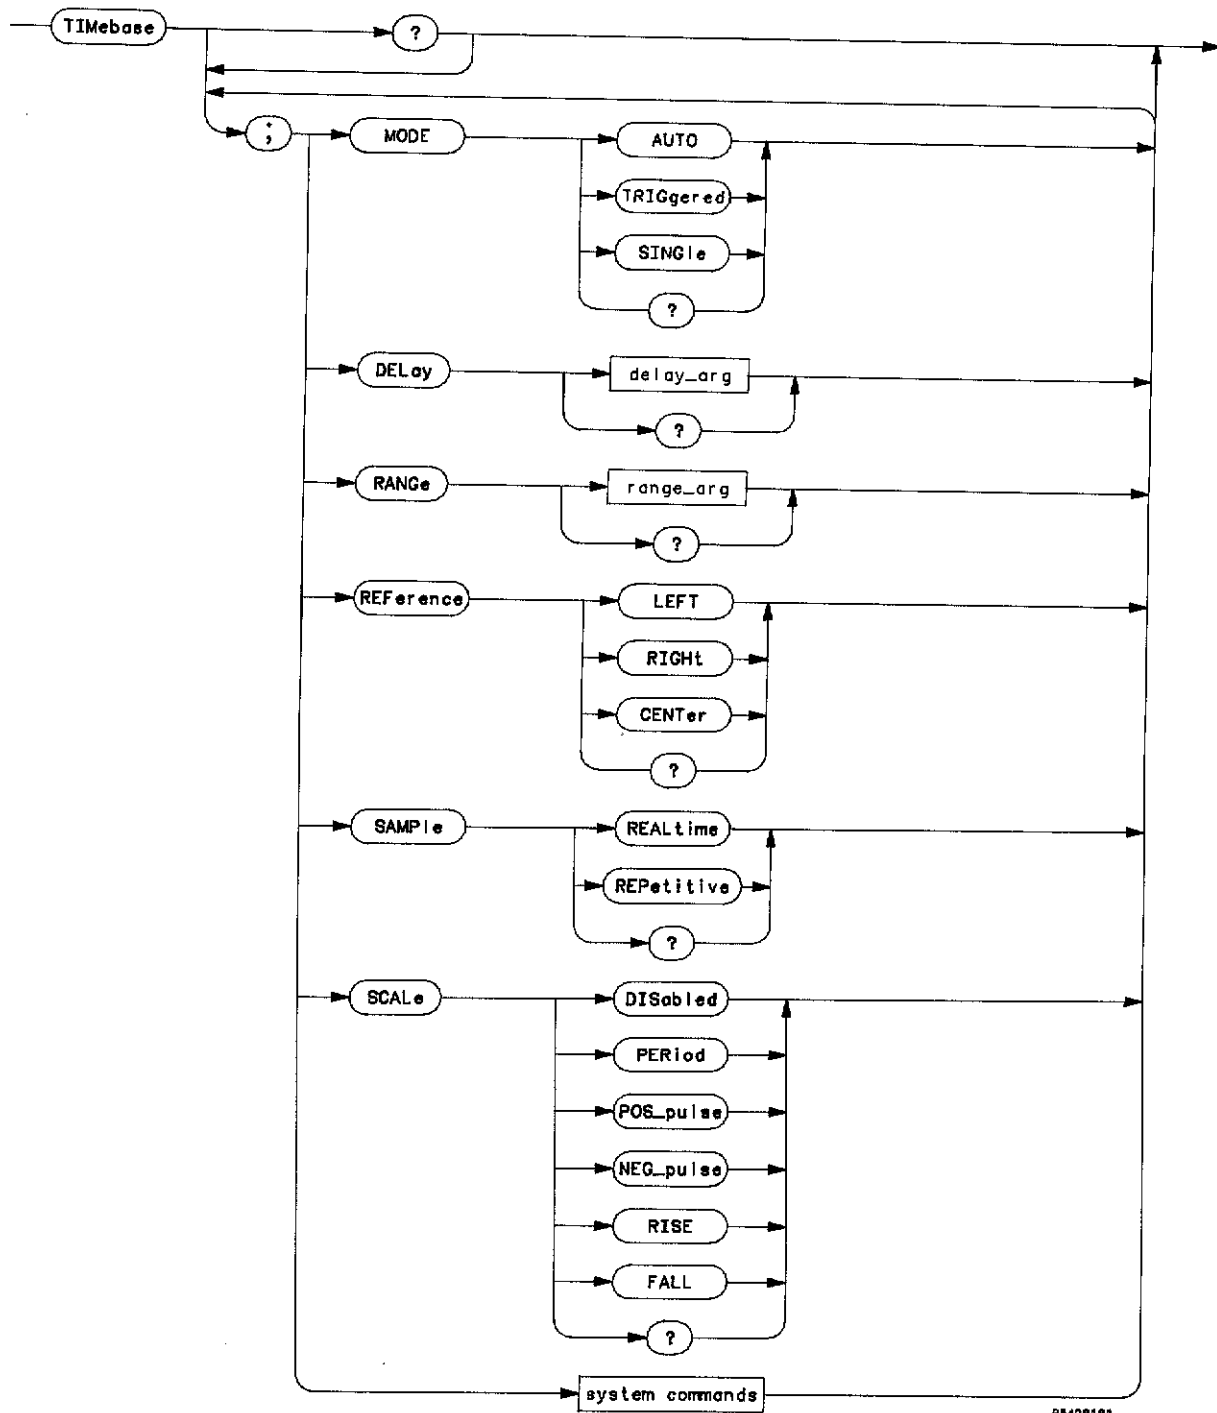 TIMebase
?
;
MODE
AUTO
TRIGgered
SINGle
?
DELay
delay_arg
?
RANGe
range_arg
?
REFerence
LEFT
RIGHt
CENTer
?
SAMPle
REALtime
REPetitive
?
SCALe
DISabled
PERiod
POS_pulse
NEG_pulse
RISE
FALL
?
system commands